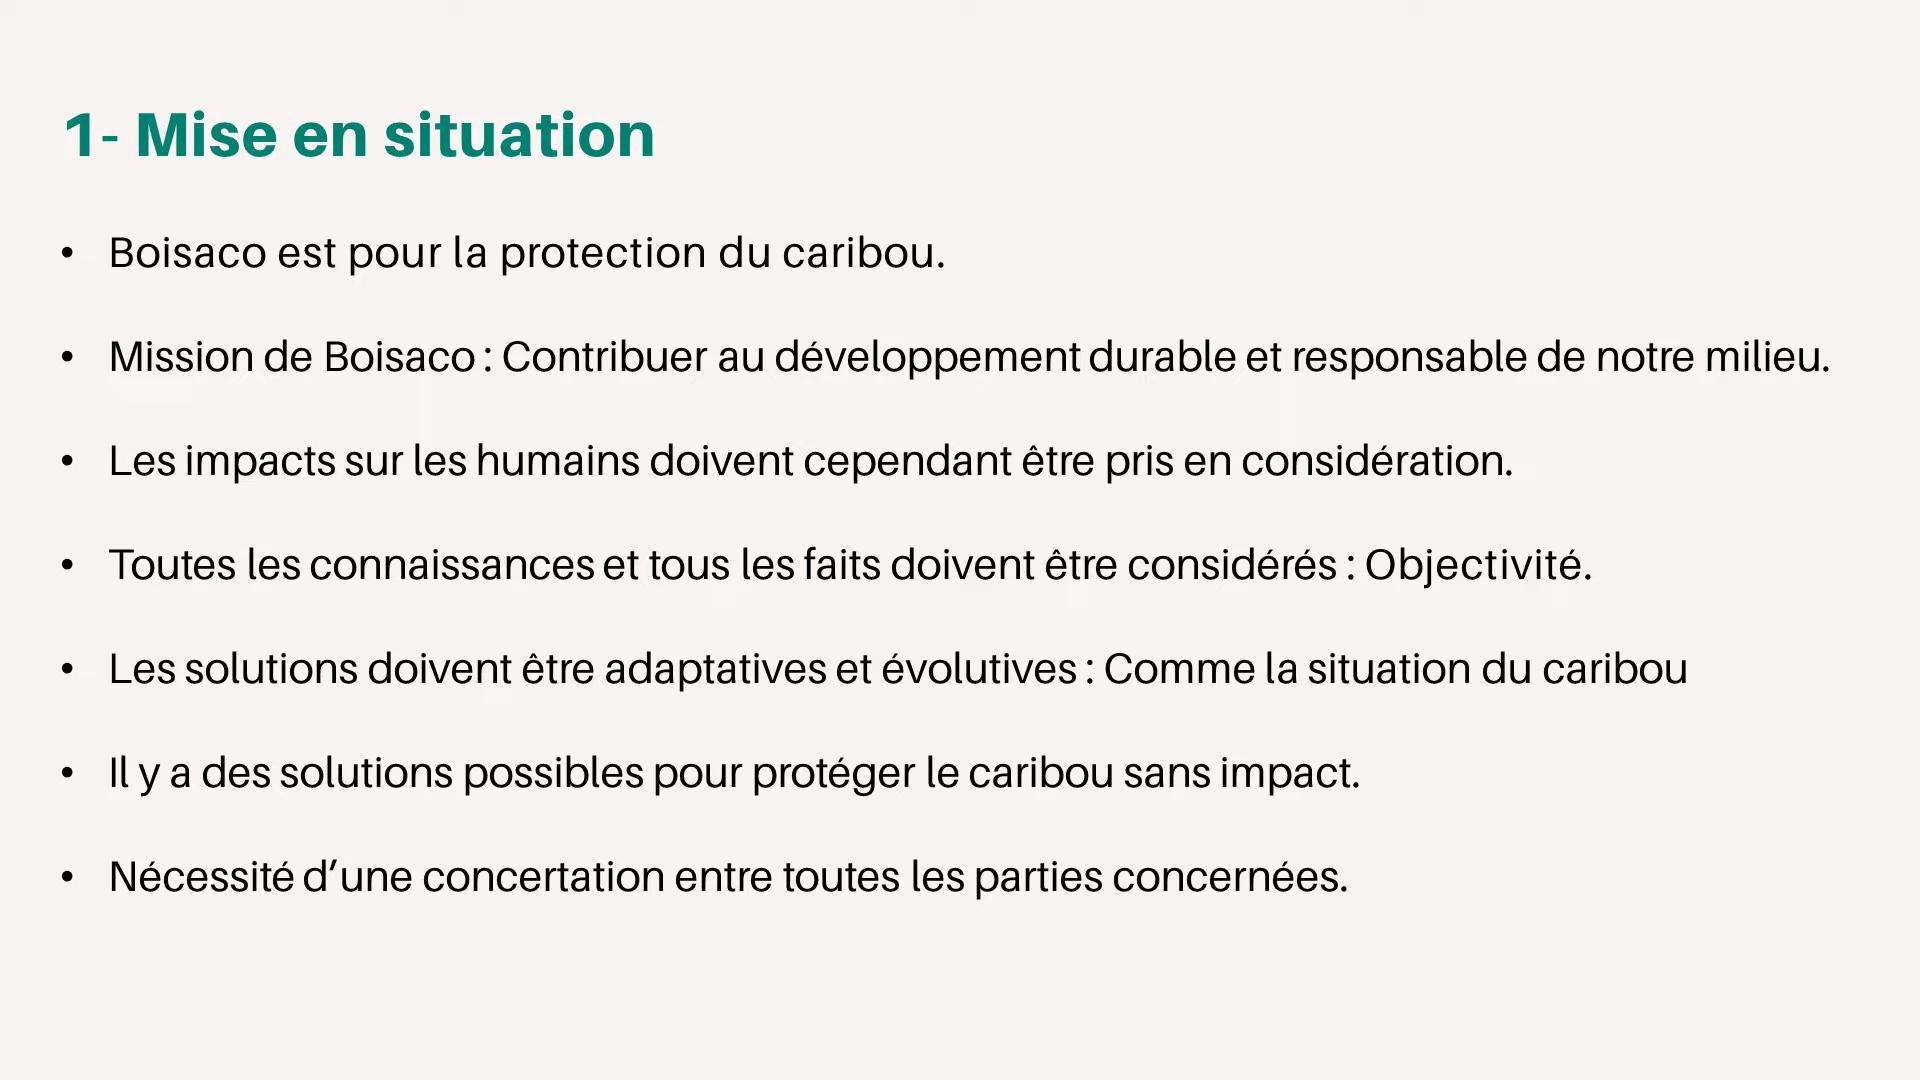 1- Mise en situation
• Boisaco est pour la protection du caribou.
• Mission de Boisaco : Contribuer au développement durable et responsable de notre milieu.
• Les impacts sur les humains doivent cependant être pris en considération.
• Toutes les connaissances et tous les faits doivent être considérés : Objectivité.
• Les solutions doivent être adaptatives et évolutives : Comme la situation du caribou
• Il y a des solutions possibles pour protéger le caribou sans impact.
• Nécessité d’une concertation entre toutes les parties concernées.